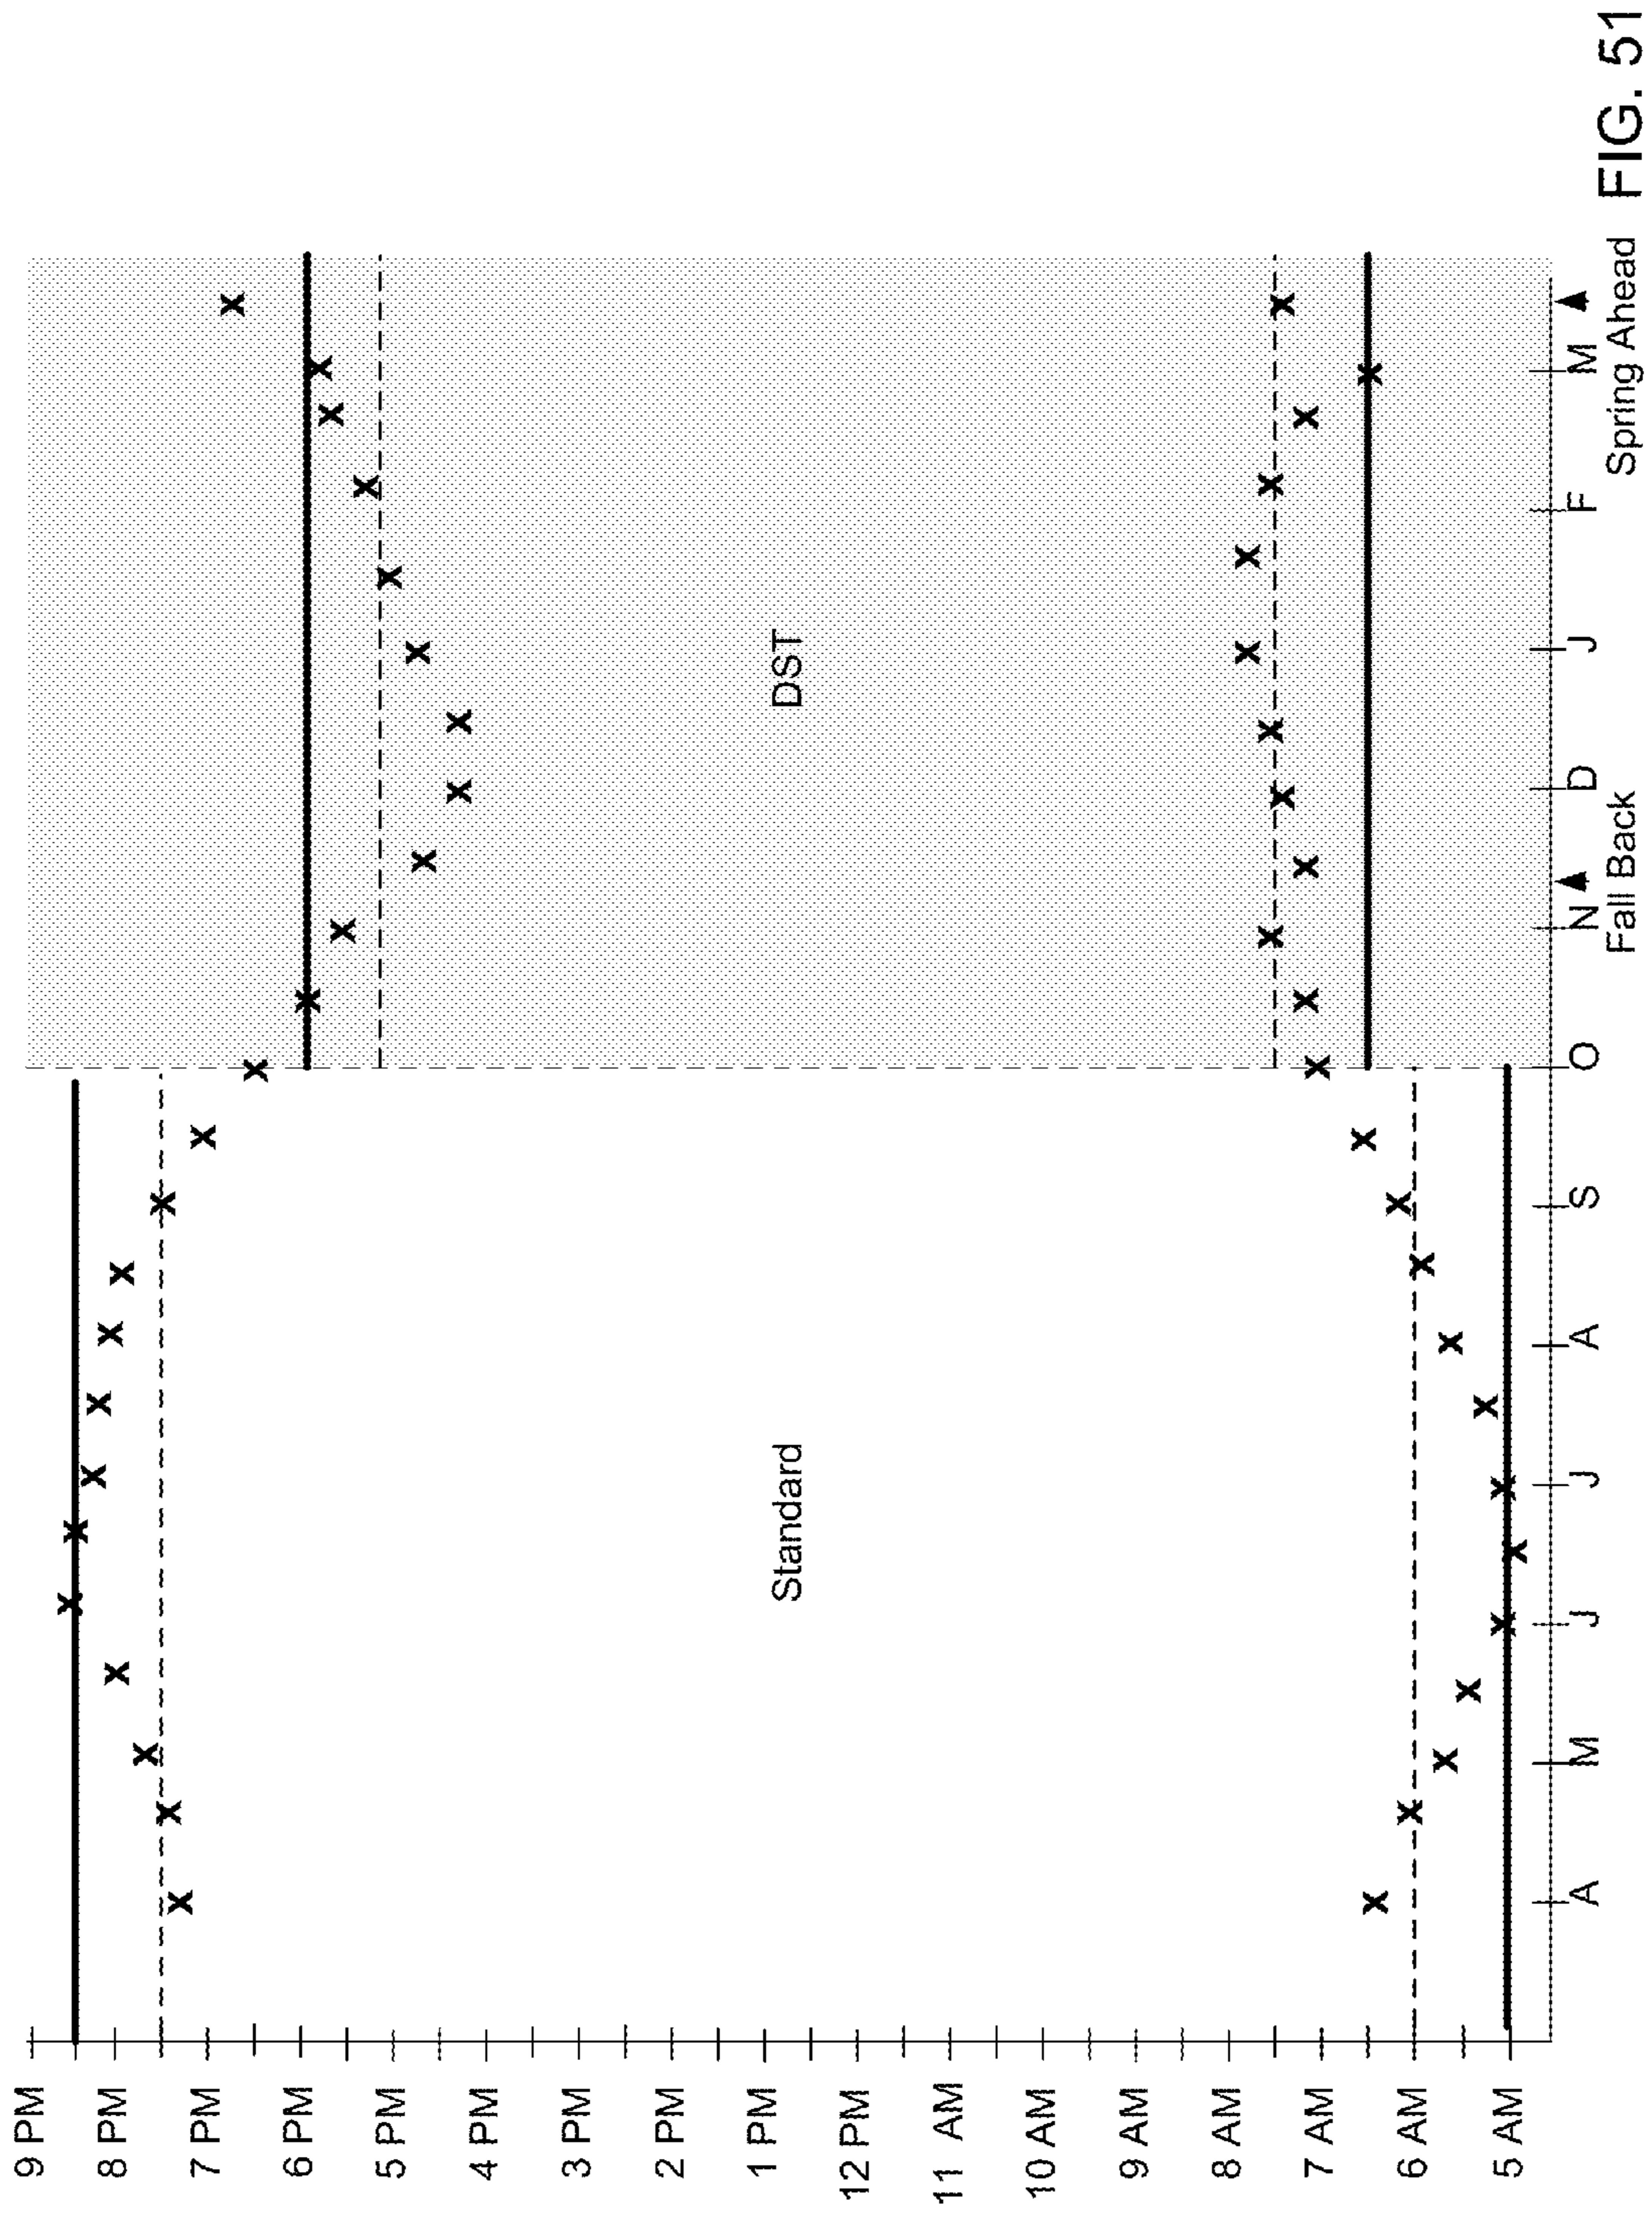 9 PM
8 PM
7 PM
6 PM
5 PM
4 PM
3 PM
2 PM
1 PM
12 PM
11 AM
10 AM
9 AM
8 AM
7 AM
6 AM
5 AM
Standard
DST
A M J J A S O N D J F M
Fall Back Spring Ahead
FIG. 51